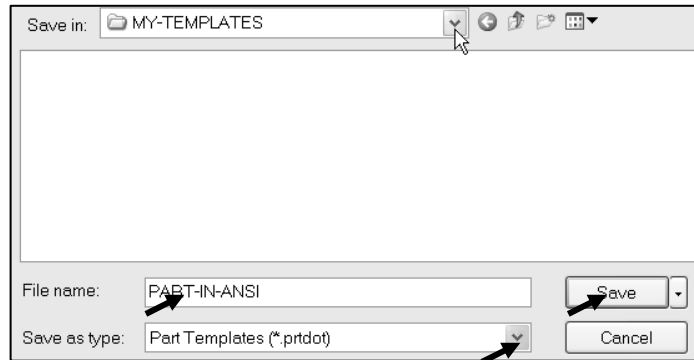 Save in: MY-TEMPLATES
File name: PART-IN-ANSI Save
Save as type: Part Templates (*.prtdot) Cancel